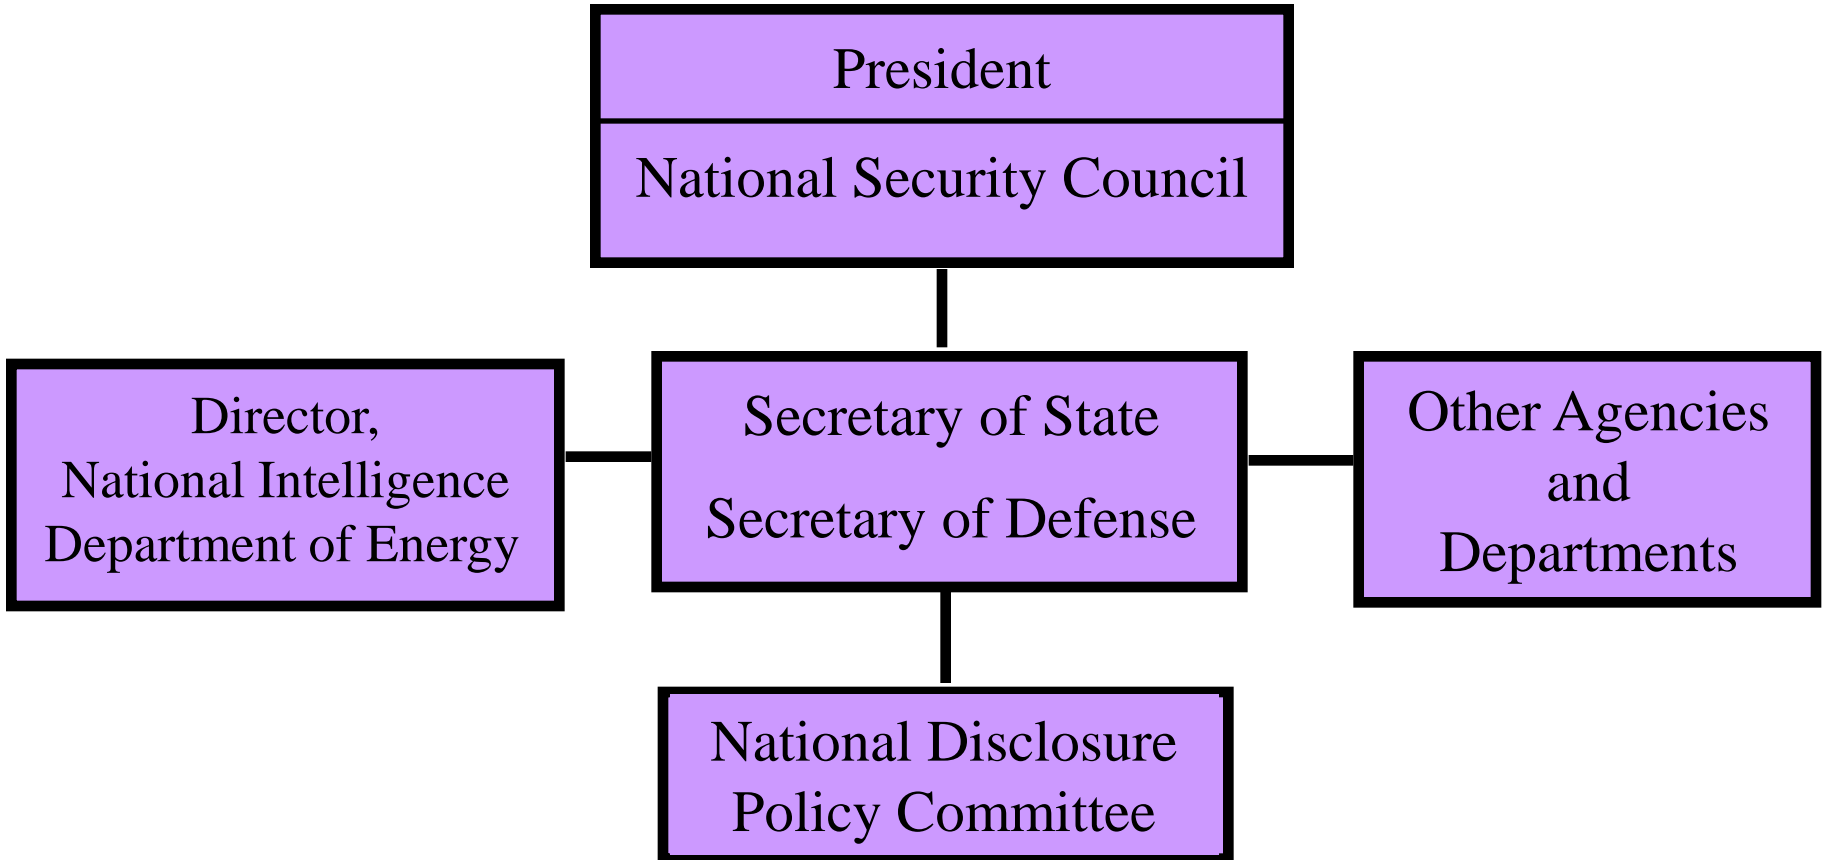 President
National Security Council
Director,
National Intelligence
Department of Energy
Secretary of State
Secretary of Defense
Other Agencies
and
Departments
National Disclosure
Policy Committee